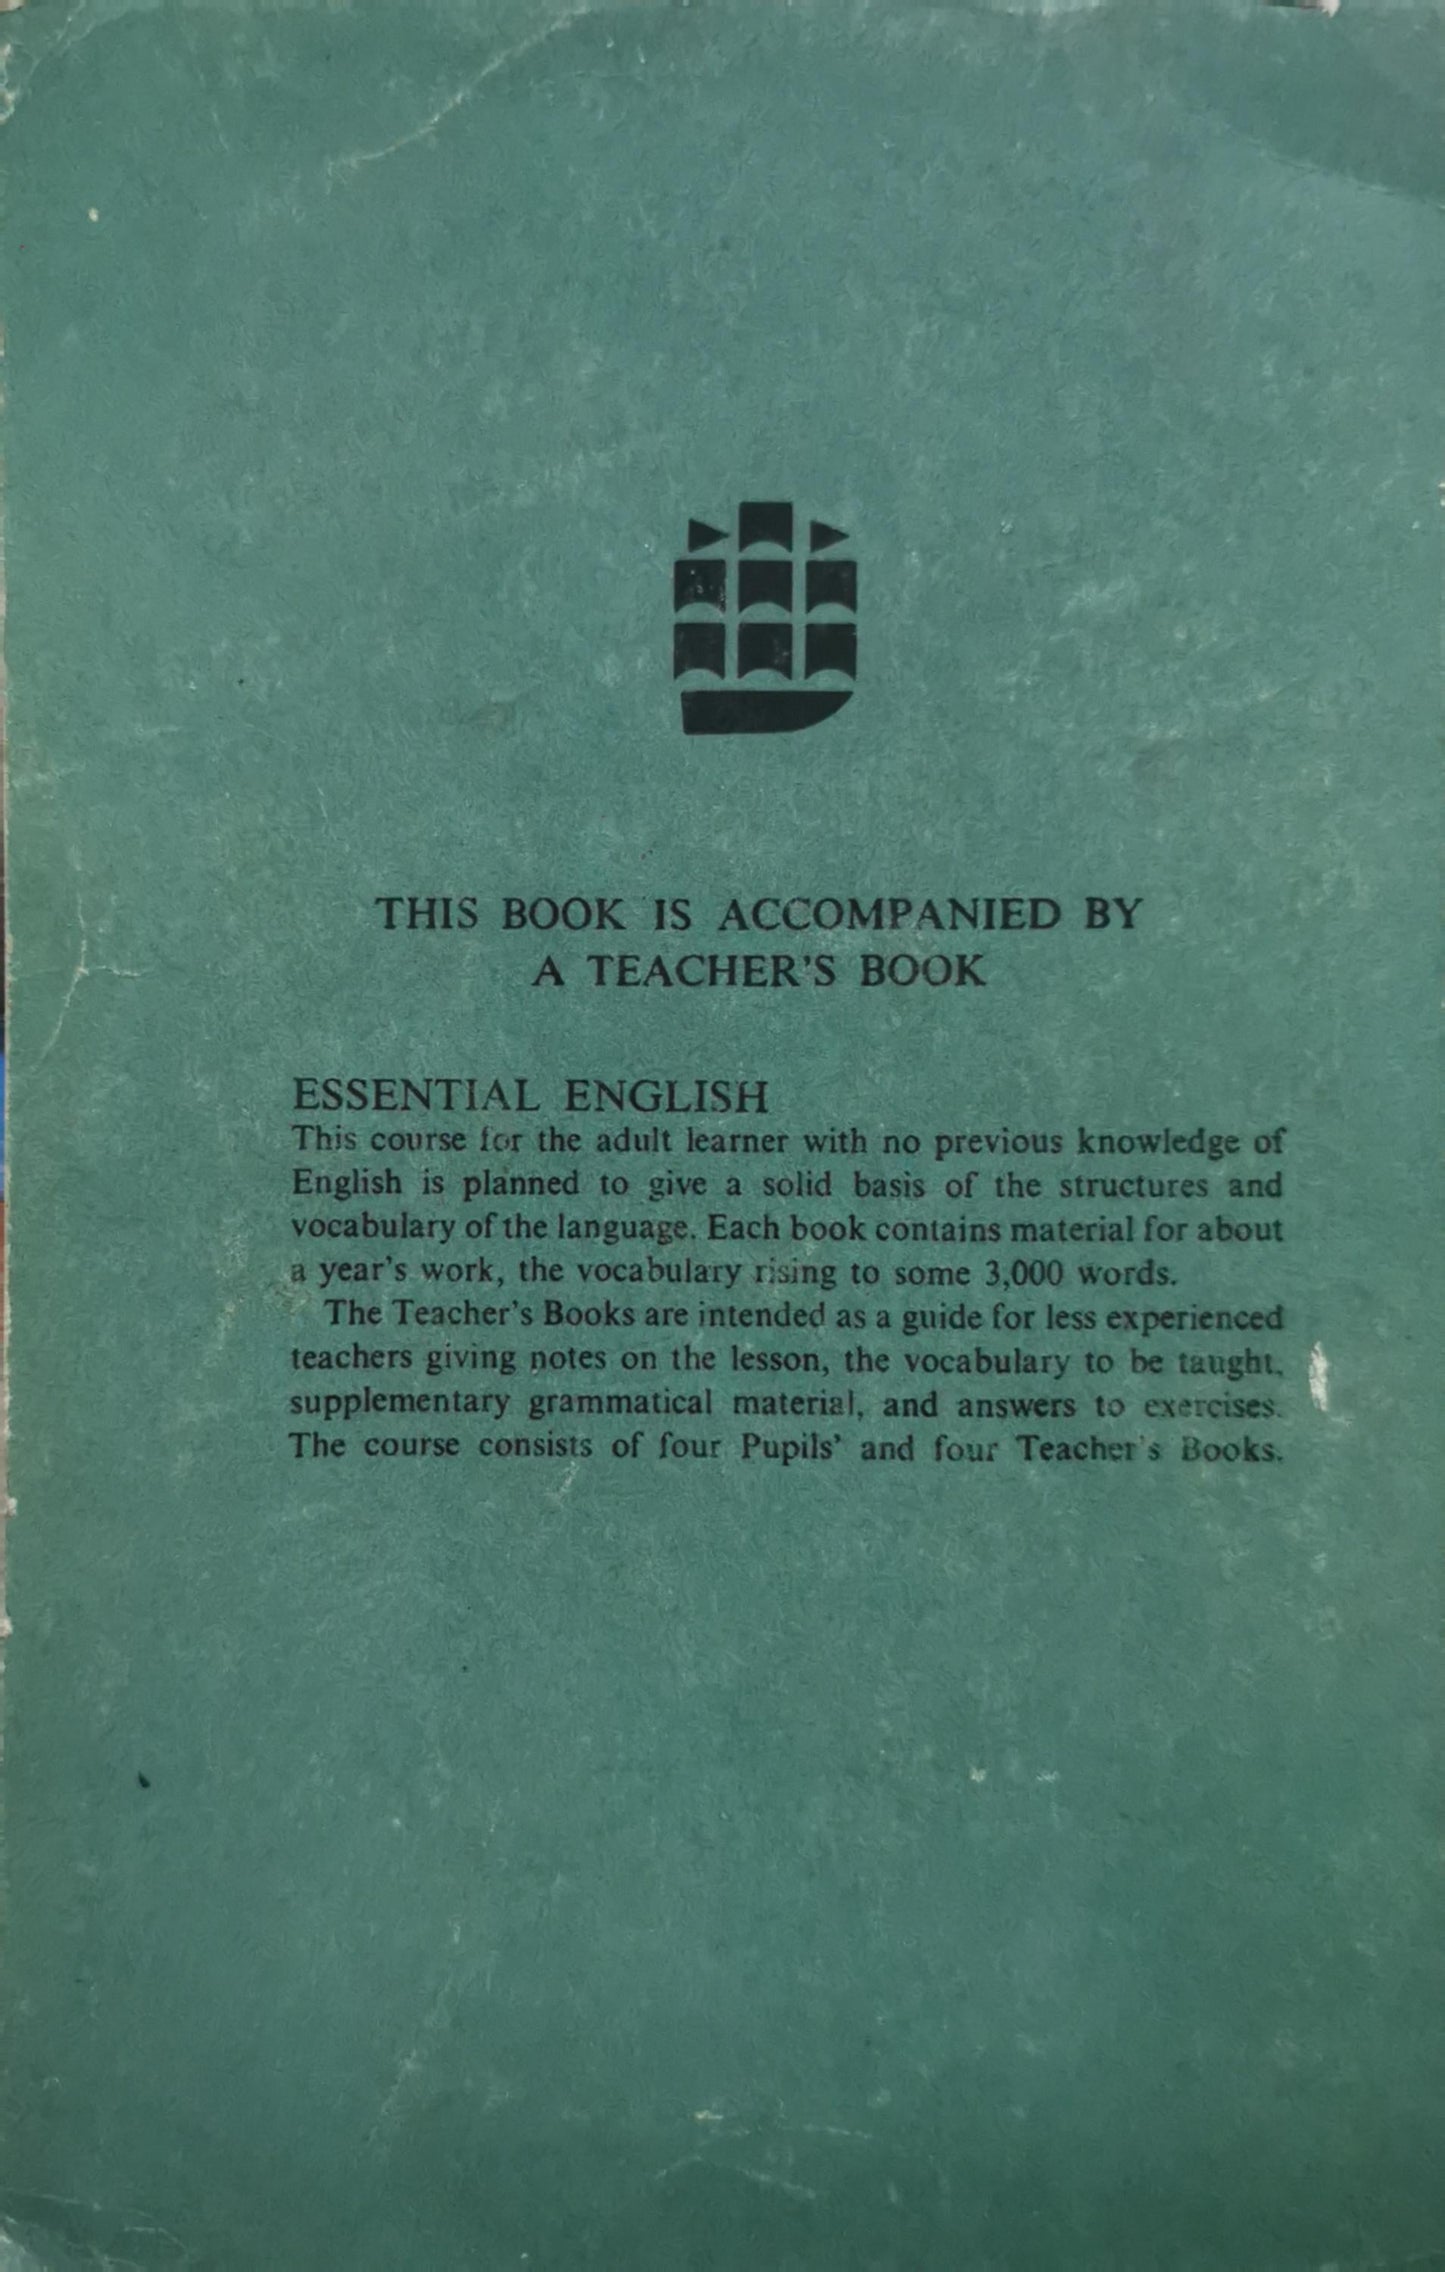 THIS BOOK IS ACCOMPANIED BY
A TEACHER'S BOOK
ESSENTIAL ENGLISH
This course for the adult learner with no previous knowledge of
English is planned to give a solid basis of the structures and
vocabulary of the language. Each book contains material for about
a year's work, the vocabulary rising to some 3,000 words.
The Teacher's Books are intended as a guide for less experienced
teachers giving notes on the lesson, the vocabulary to be taught,
supplementary grammatical material, and answers to exercises.
The course consists of four Pupils' and four Teacher's Books.